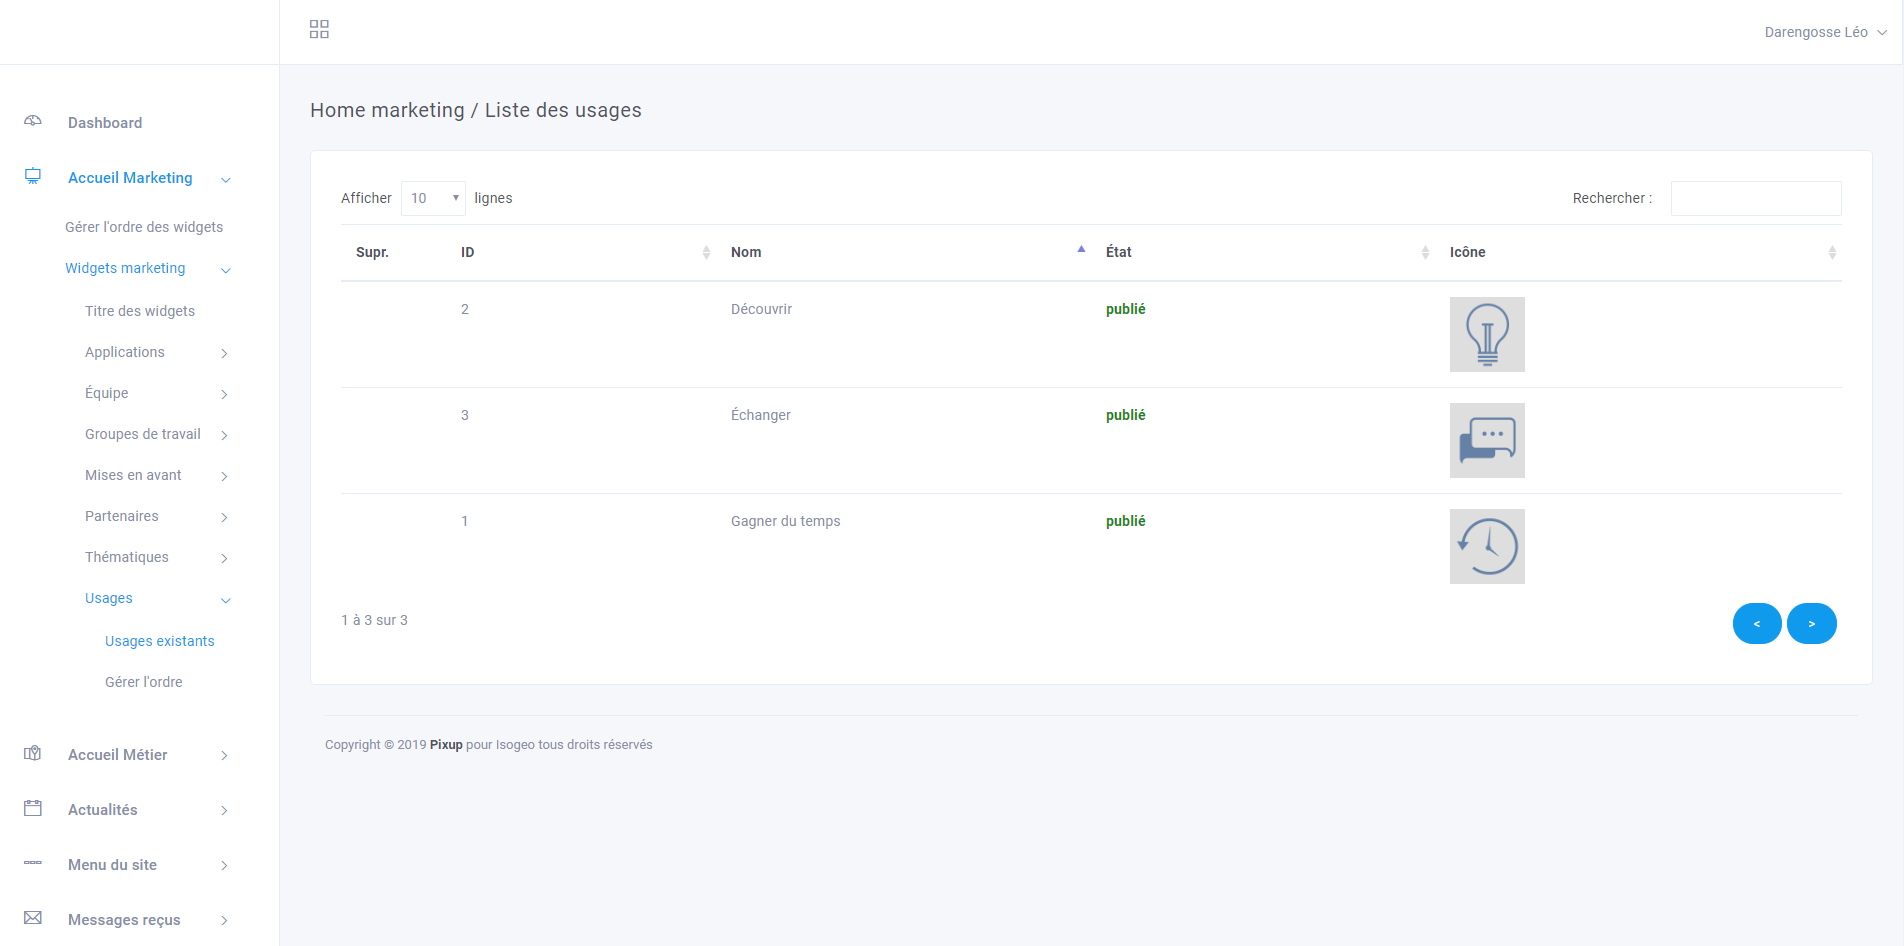 Darengosse Léo
Dashboard
Accueil Marketing
Gérer l'ordre des widgets
Widgets marketing
Titre des widgets
Applications
Équipe
Groupes de travail
Mises en avant
Partenaires
Thématiques
Usages
Usages existants
Gérer l'ordre
Accueil Métier
Actualités
Menu du site
Messages reçus
Home marketing / Liste des usages
Afficher 10 lignes
Rechercher :
Supr. ID Nom État Icône
2 Découvrir publié
3 Échanger publié
1 Gagner du temps publié
1 à 3 sur 3
< >
Copyright © 2019 Pixup pour Isogeo tous droits réservés